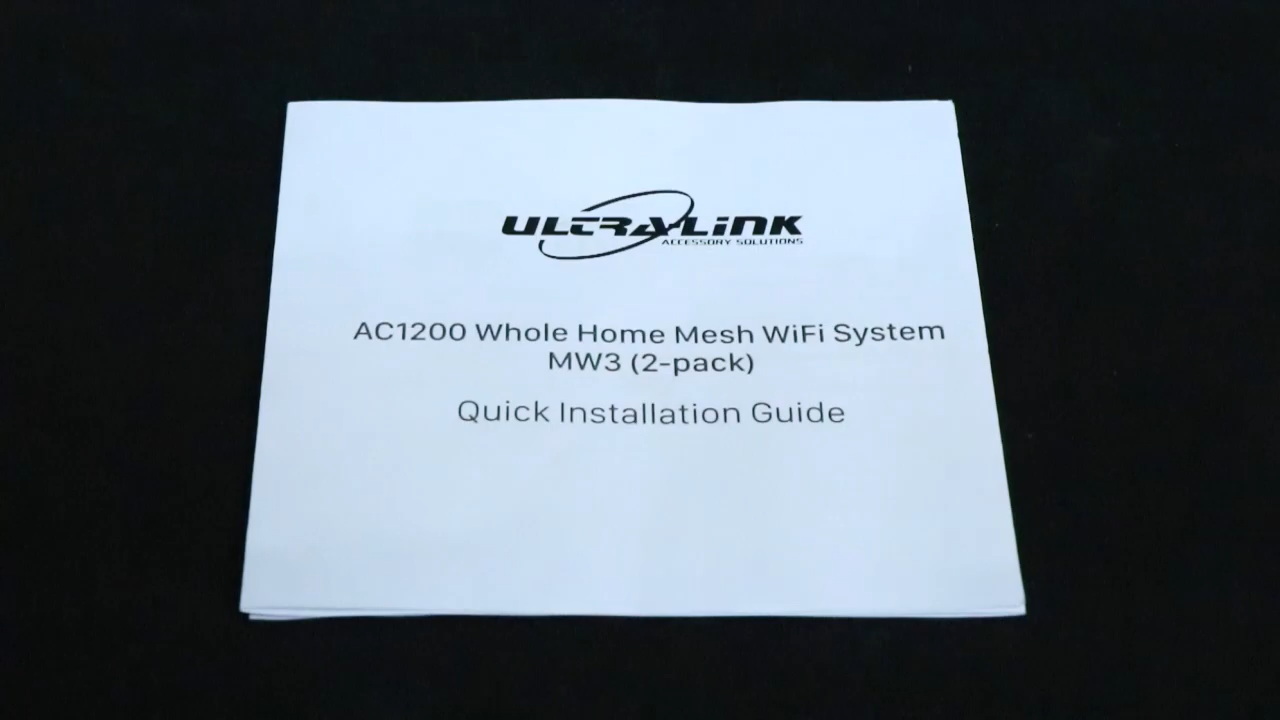 ULTRALiNK
ACCESSORY SOLUTIONS
AC1200 Whole Home Mesh WiFi System
MW3 (2-pack)
Quick Installation Guide